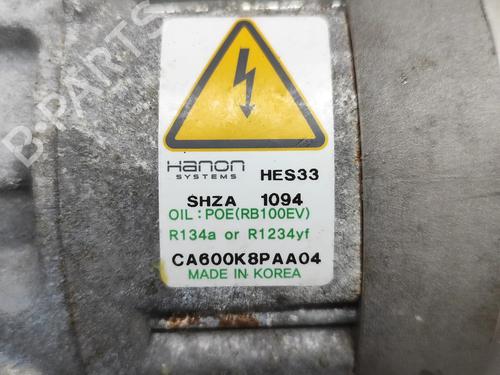 B-PARTS
Hanon
SYSTEMS
HES33
SHZA 1094
OIL : POE(RB100EV)
R134a or R1234yf
CA600K8PAA04
MADE IN KOREA